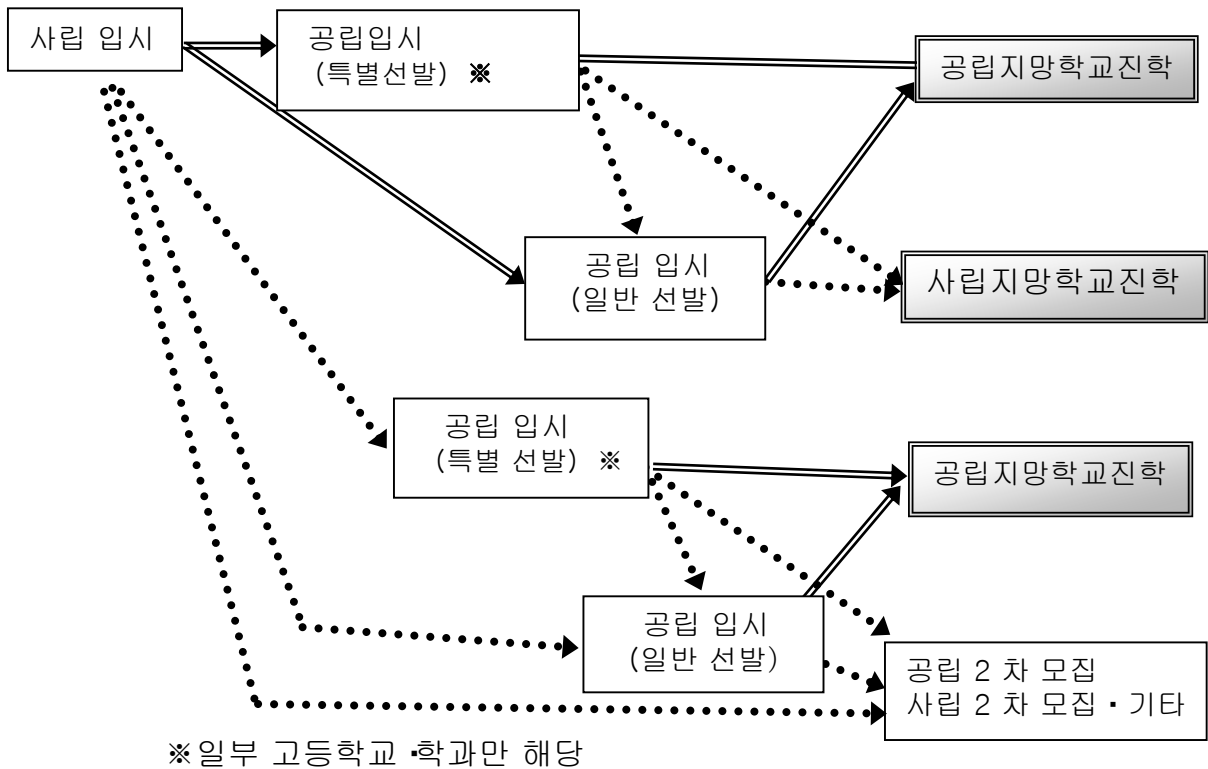 사립 입시
공립입시
(특별선발) ※
공립지망학교진학
공립 입시
(일반 선발)
사립지망학교진학
공립 입시
(특별 선발) ※
공립지망학교진학
공립 입시
(일반 선발)
공립 2 차 모집
사립 2 차 모집▪기타
※일부 고등학교▪학과만 해당